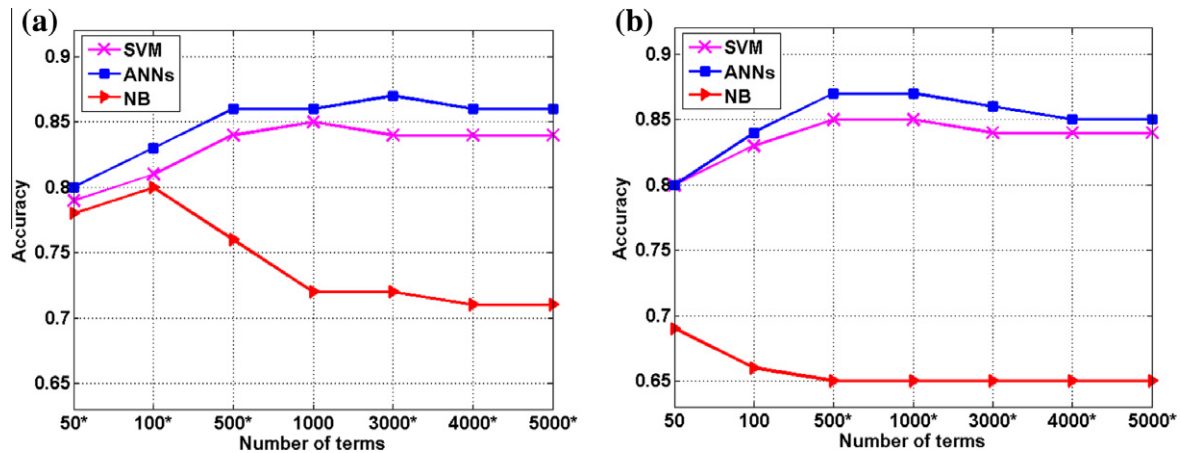 (a)
SVM
ANNs
NB
0.9
0.85
0.8
0.75
0.7
0.65
Accuracy
50* 100* 500* 1000 3000* 4000* 5000*
Number of terms
(b)
SVM
ANNs
NB
0.9
0.85
0.8
0.75
0.7
0.65
Accuracy
50 100 500* 1000* 3000* 4000* 5000*
Number of terms